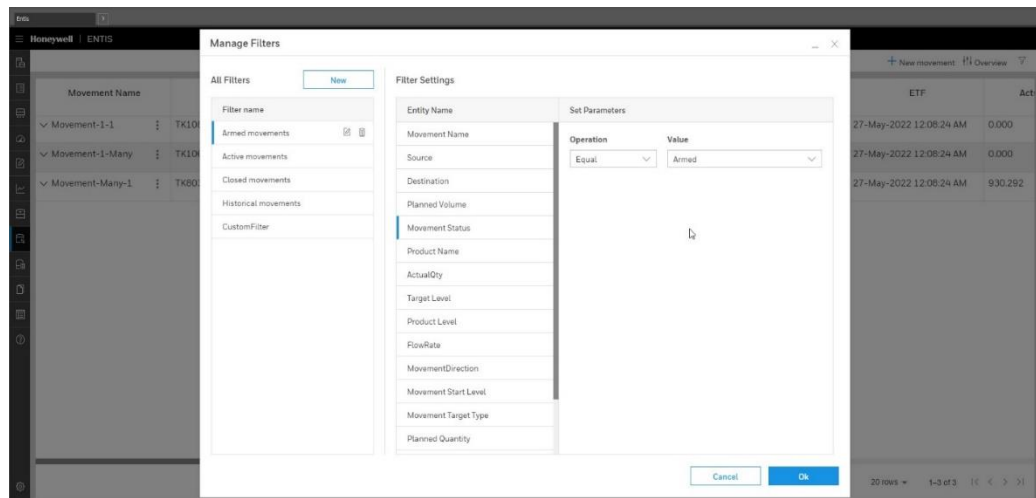 Entis
Honeywell | ENTIS
Manage Filters
+ New movement Overview
All Filters New Filter Settings
Movement Name ETF Act
Filter name Entity Name Set Parameters
Armed movements Movement Name Operation Value
Movement-1-1 TK10 27-May-2022 12:08:24 AM 0.000
Active movements Source Equal Armed
Movement-1-Many TK10 27-May-2022 12:08:24 AM 0.000
Closed movements Destination
Movement-Many-1 TK60 27-May-2022 12:08:24 AM 930.292
Historical movements Planned Volume
CustomFilter Movement Status
Product Name
ActualQty
Target Level
Product Level
FlowRate
MovementDirection
Movement Start Level
Movement Target Type
Planned Quantity
Cancel Ok
20 rows 1-3 of 3